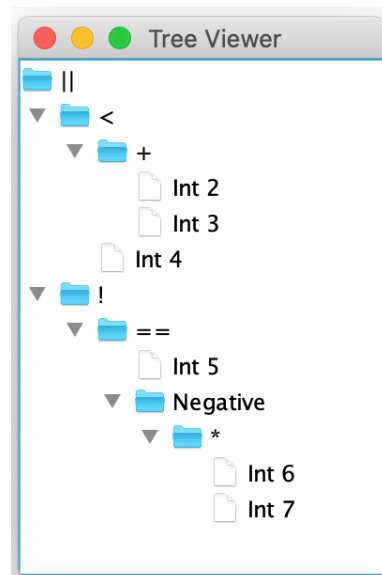 Tree Viewer
||
<
+
Int 2
Int 3
Int 4
!
==
Int 5
Negative
*
Int 6
Int 7